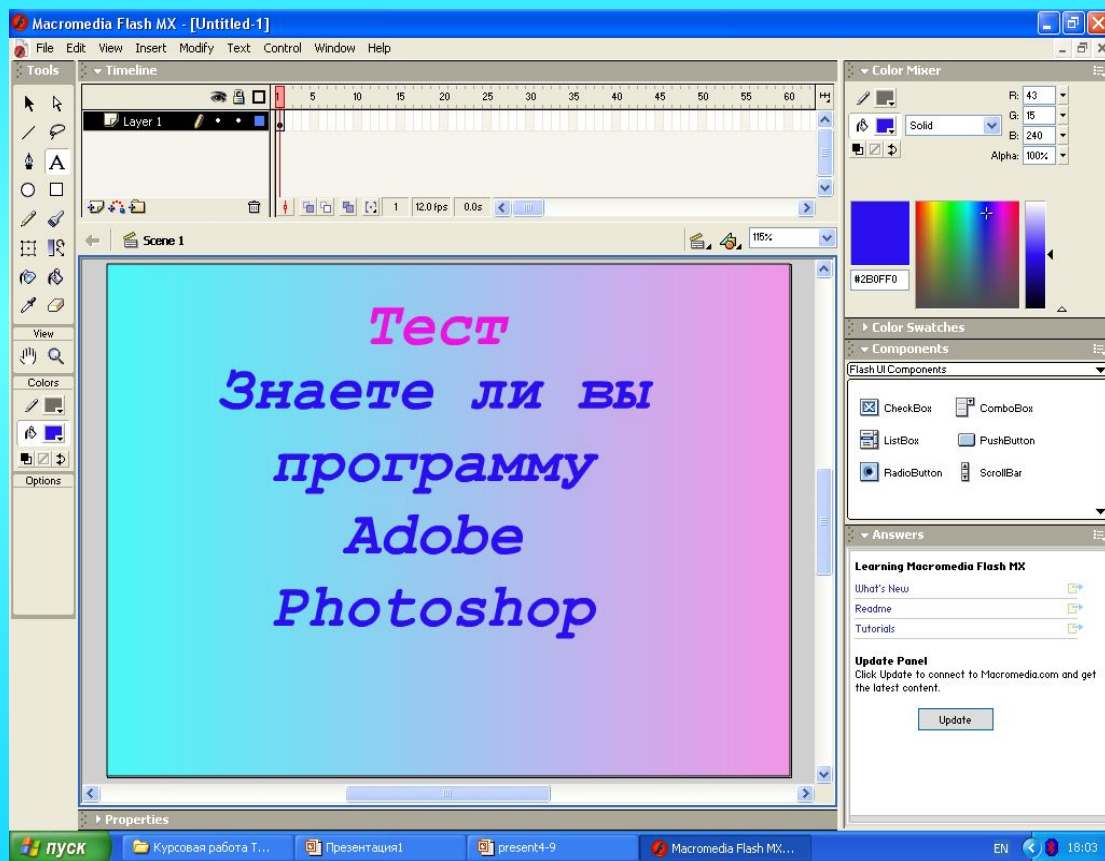 Macromedia Flash MX - [Untitled-1]
File Edit View Insert Modify Text Control Window Help
Tools
Timeline
1 5 10 15 20 25 30 35 40 45 50 55 60
Layer 1
1 12.0 fps 0.0s
Scene 1
115%
View
Colors
Options
Тест
Знаете ли вы
программу
Adobe
Photoshop
Properties
Color Mixer
R: 43
Solid
G: 15
B: 240
Alpha: 100%
#2B0FF0
Color Swatches
Components
Flash UI Components
CheckBox ComboBox
ListBox PushButton
RadioButton ScrollBar
Answers
Learning Macromedia Flash MX
What's New
Readme
Tutorials
Update Panel
Click Update to connect to Macromedia.com and get
the latest content.
Update
пуск Курсовая работа Т... Презентация1 present4-9 Macromedia Flash MX... EN 18:03